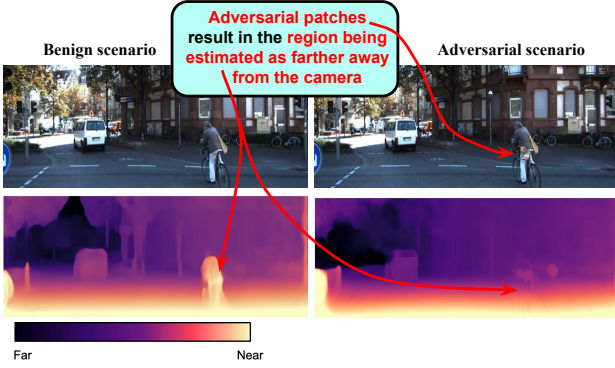 Adversarial patches
result in the region being
estimated as farther away
from the camera
Benign scenario
Adversarial scenario
Far
Near